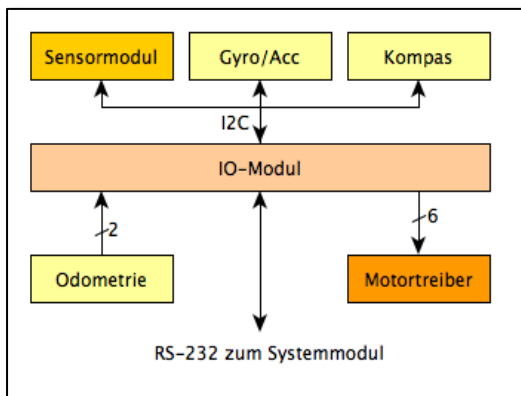 Sensormodul
Gyro/Acc
Kompas
I2C
IO-Modul
2
6
Odometrie
Motortreiber
RS-232 zum Systemmodul